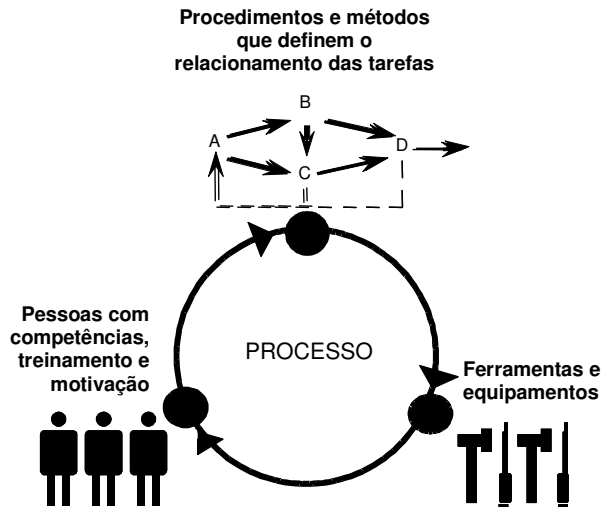 Procedimentos e métodos
que definem o
relacionamento das tarefas
B
A
D
C
Pessoas com
competências,
treinamento e
motivação
PROCESSO
Ferramentas e
equipamentos